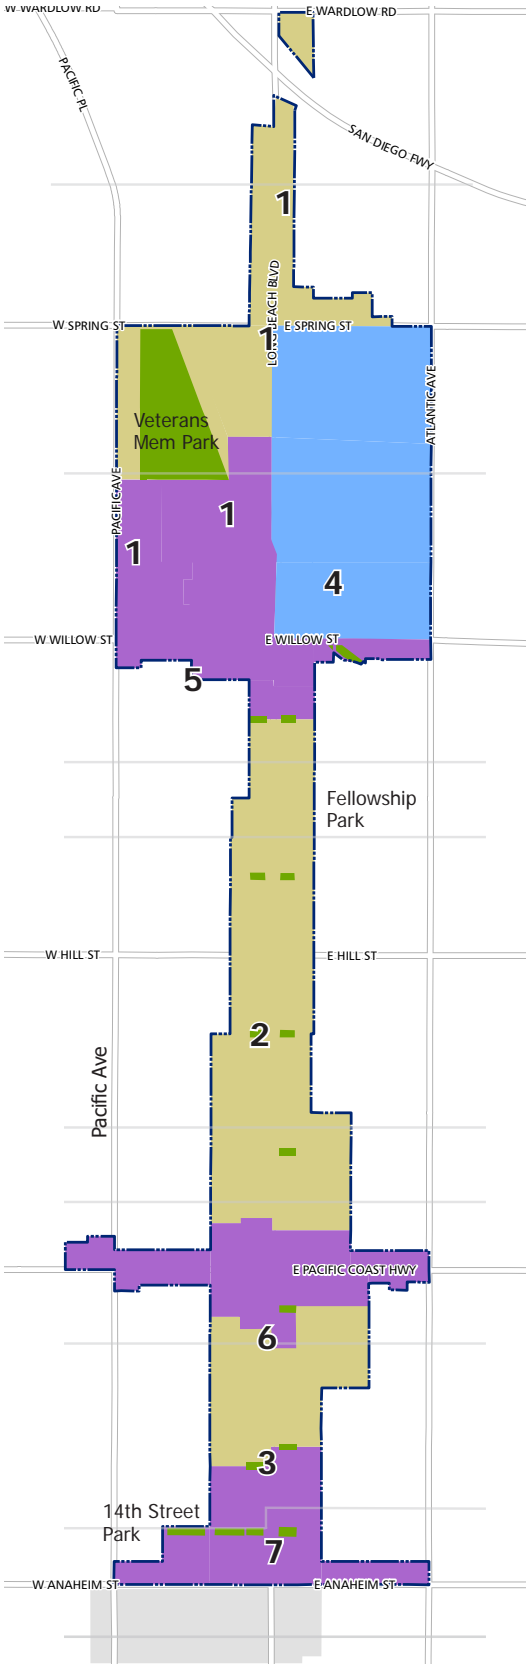 W WARDLOW RD
E WARDLOW RD
PACIFIC PL
SAN DIEGO FWY
1
LONG BEACH BLVD
W SPRING ST
1
E SPRING ST
ATLANTIC AVE
Veterans
Mem Park
PACIFIC AVE
1
1
4
W WILLOW ST
E WILLOW ST
5
Fellowship
Park
W HILL ST
E HILL ST
2
Pacific Ave
E PACIFIC COAST HWY
6
3
14th Street
Park
7
W ANAHEIM ST
E ANAHEIM ST